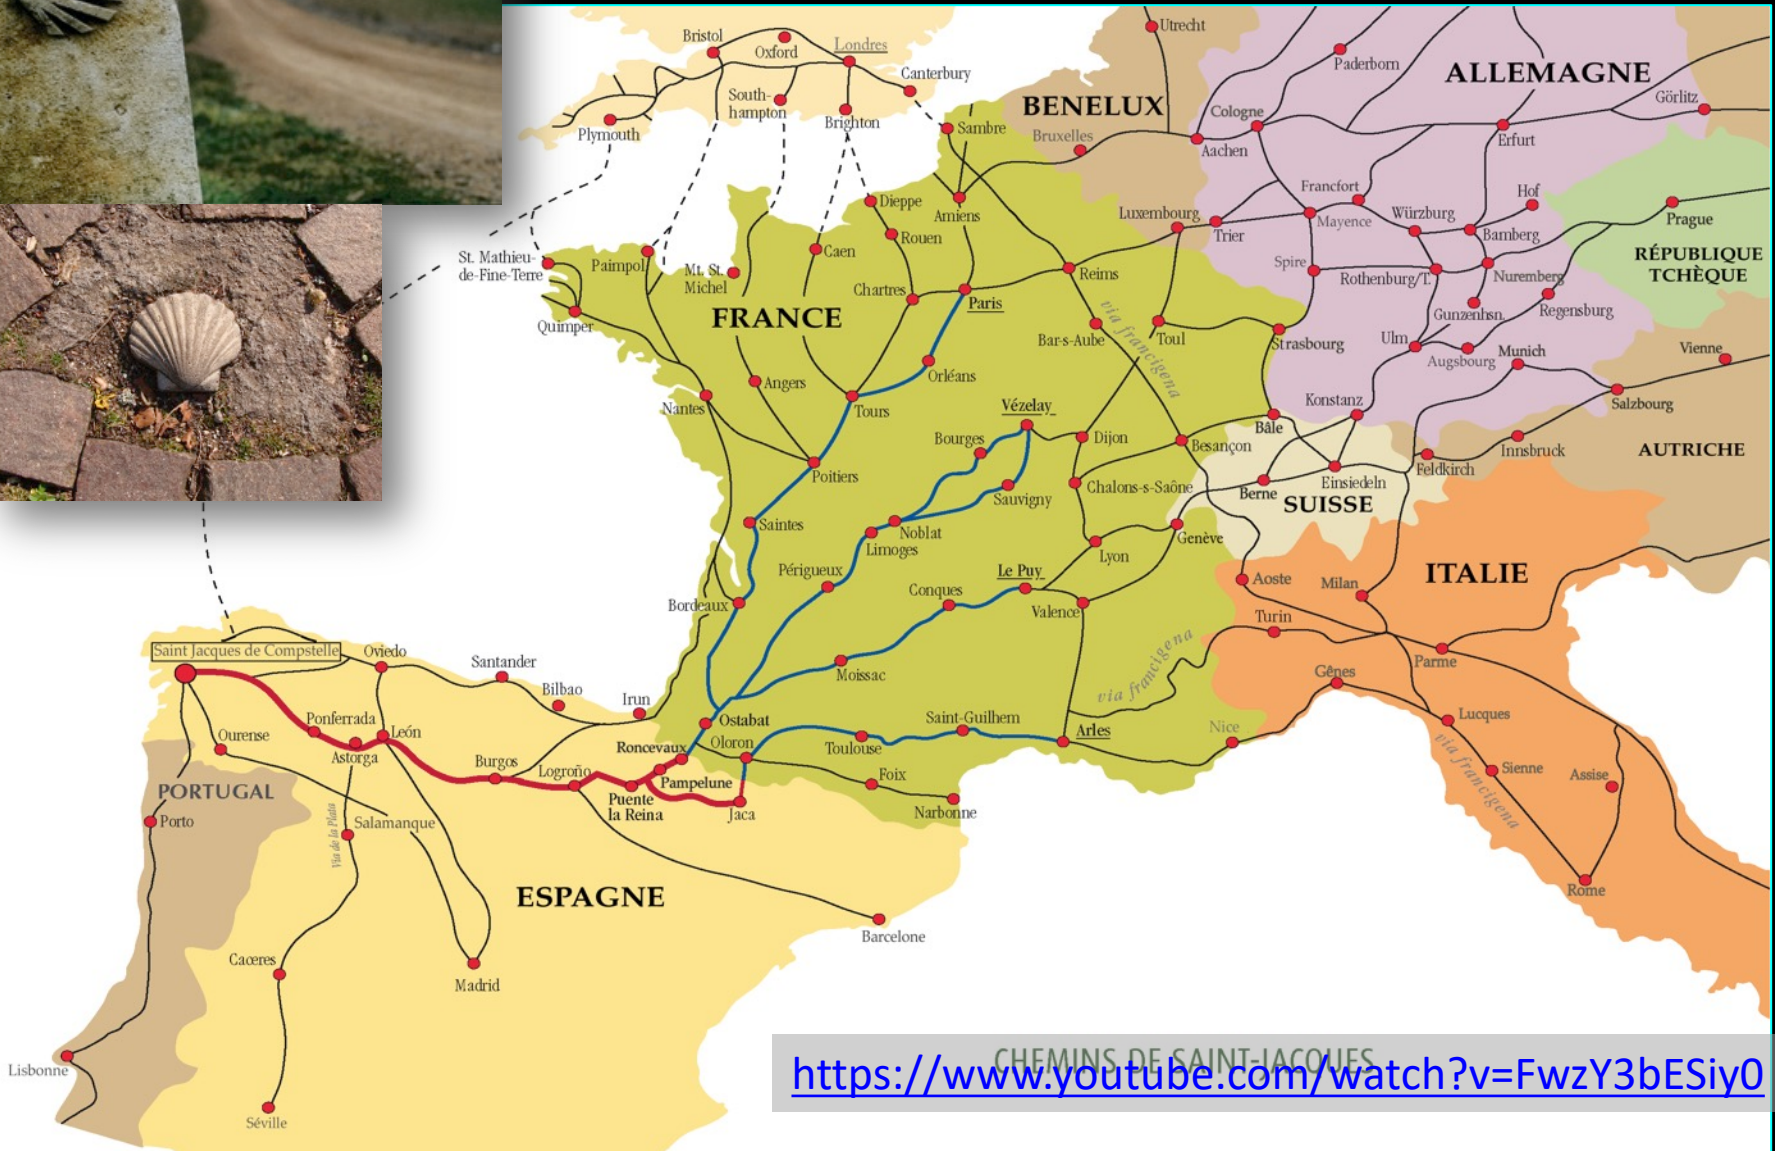 Utrecht
Bristol
Oxford
Londres
Paderborn
ALLEMAGNE
Canterbury
BENELUX
South-
hampton
Cologne
Görlitz
Plymouth
Brighton
Sambre
Bruxelles
Aachen
Erfurt
Francfort
Hof
Dieppe
Amiens
Luxembourg
Trier
Mayence
Würzburg
Bamberg
Prague
Rouen
St. Mathieu-
de-Fine-Terre
Paimpol
Mt. St.
Michel
Caen
Chartres
Reims
Spire
Rothenburg/T.
Nuremberg
RÉPUBLIQUE
TCHÈQUE
Quimper
FRANCE
Paris
via francigena
Bar-s-Aube
Toul
Strasbourg
Gunzenhsn.
Regensburg
Ulm
Augsbourg
Munich
Vienne
Orléans
Angers
Nantes
Tours
Vézelay
Konstanz
Salzbourg
Bourges
Dijon
Besançon
Bâle
Innsbruck
AUTRICHE
Poitiers
Sauvigny
Chalons-s-Saône
Berne
Einsiedeln
Feldkirch
SUISSE
Saintes
Noblat
Limoges
Lyon
Genève
Périgueux
Le Puy
Aoste
Milan
ITALIE
Bordeaux
Conques
Valence
Turin
Saint Jacques de Compstelle
Oviedo
Santander
Bilbao
Irun
Moissac
via francigena
Gênes
Parme
Ponferrada
León
Ourense
Astorga
Burgos
Logroño
Roncevaux
Ostabat
Oloron
Toulouse
Saint-Guilhem
Arles
Nice
Lucques
PORTUGAL
Puente
la Reina
Pampelune
Jaca
Foix
Narbonne
via francigena
Sienne
Assise
Porto
Via de la Plata
Salamanque
ESPAGNE
Rome
Barcelone
Caceres
Madrid
Lisbonne
Séville
CHEMINS DE SAINT-JACQUES
https://www.youtube.com/watch?v=FwzY3bESiy0